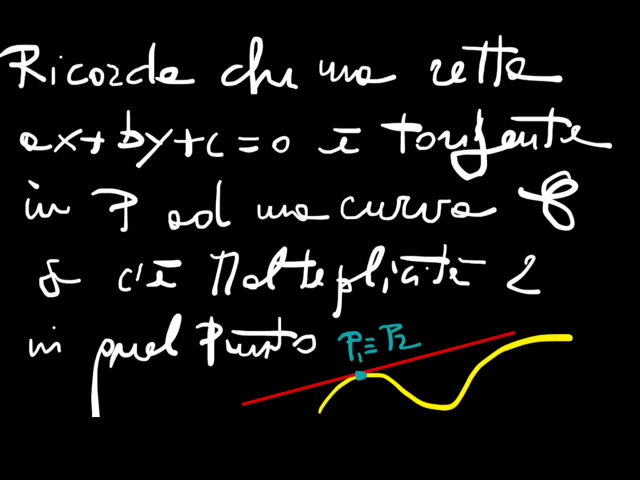 Ricorda che una retta
ax+by+c=0 è tangente
in P ad una curva C
se c'è Molteplicità 2
in quel Punto
P₁≡P₂